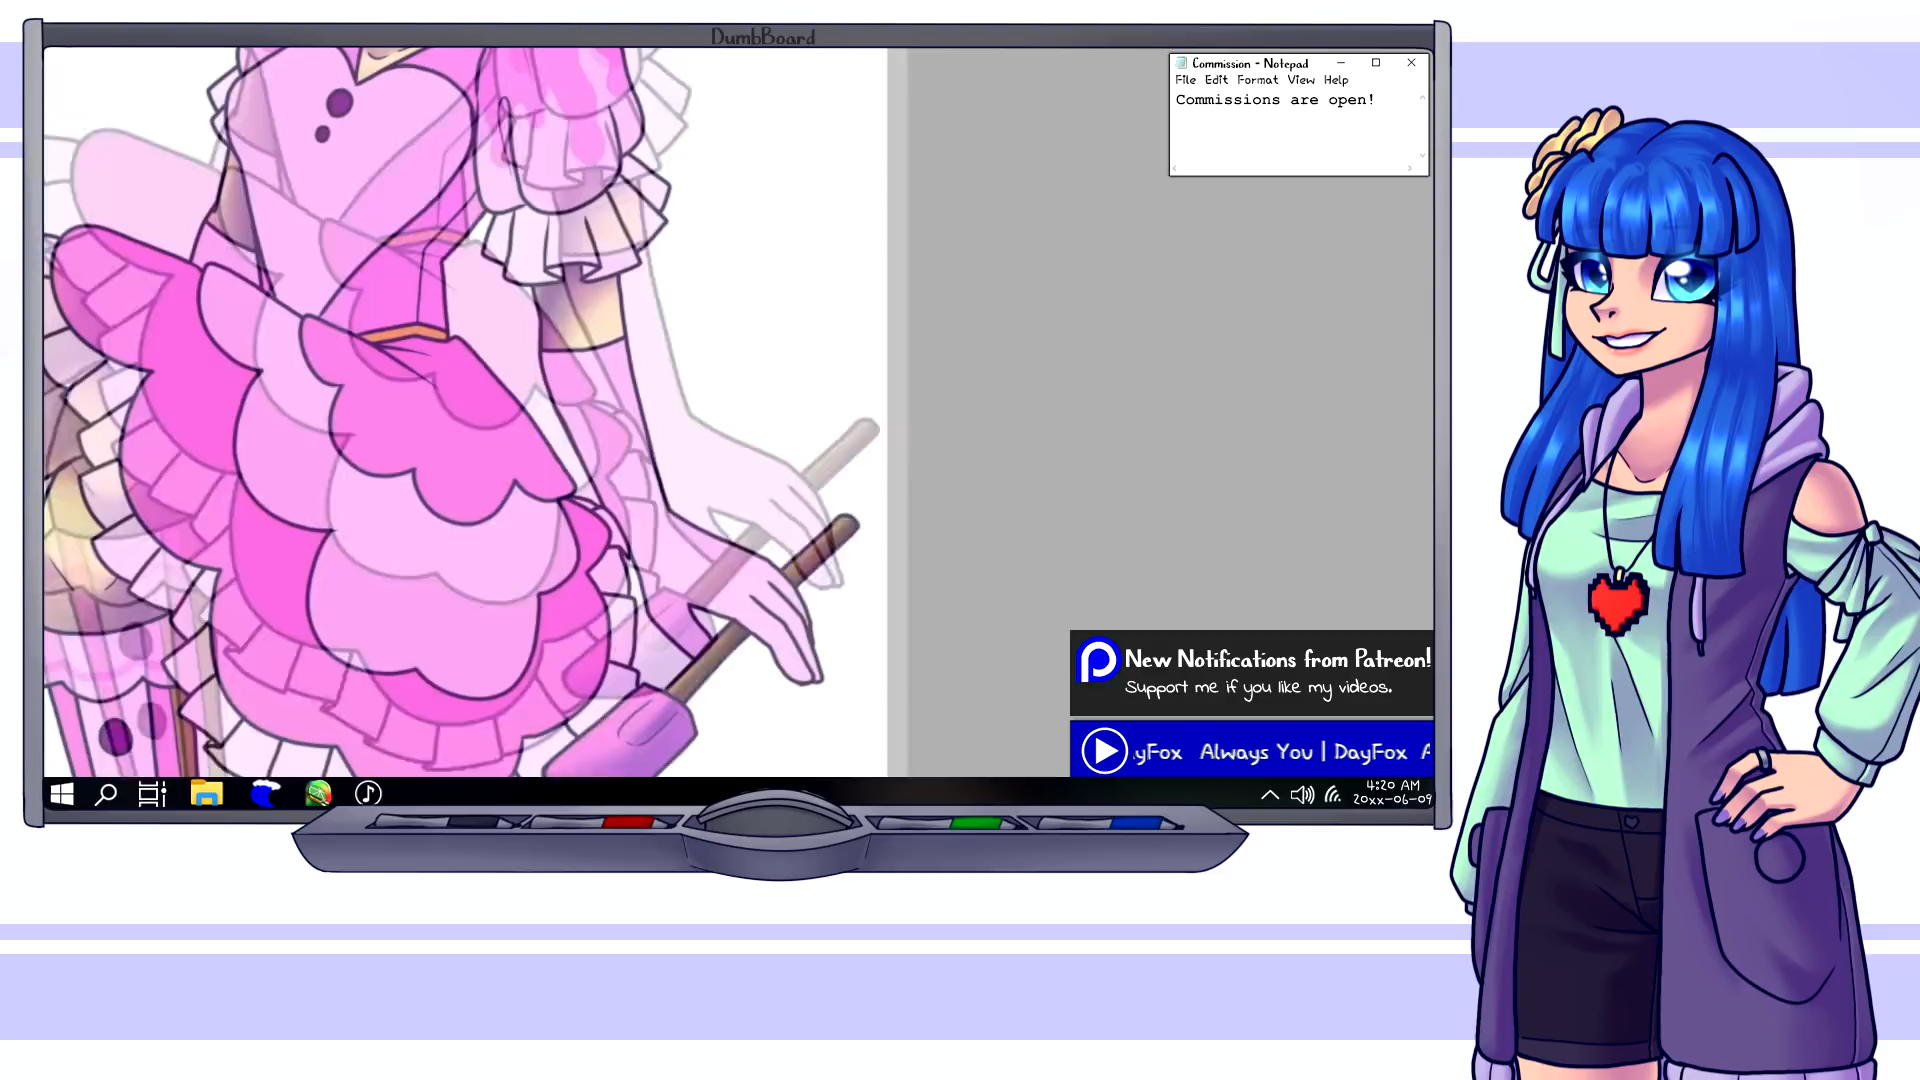 DumbBoard
Commission - Notepad
File Edit Format View Help
Commissions are open!
New Notifications from Patreon!
Support me if you like my videos.
yFox Always You | DayFox
4:20 AM
20xx-06-09